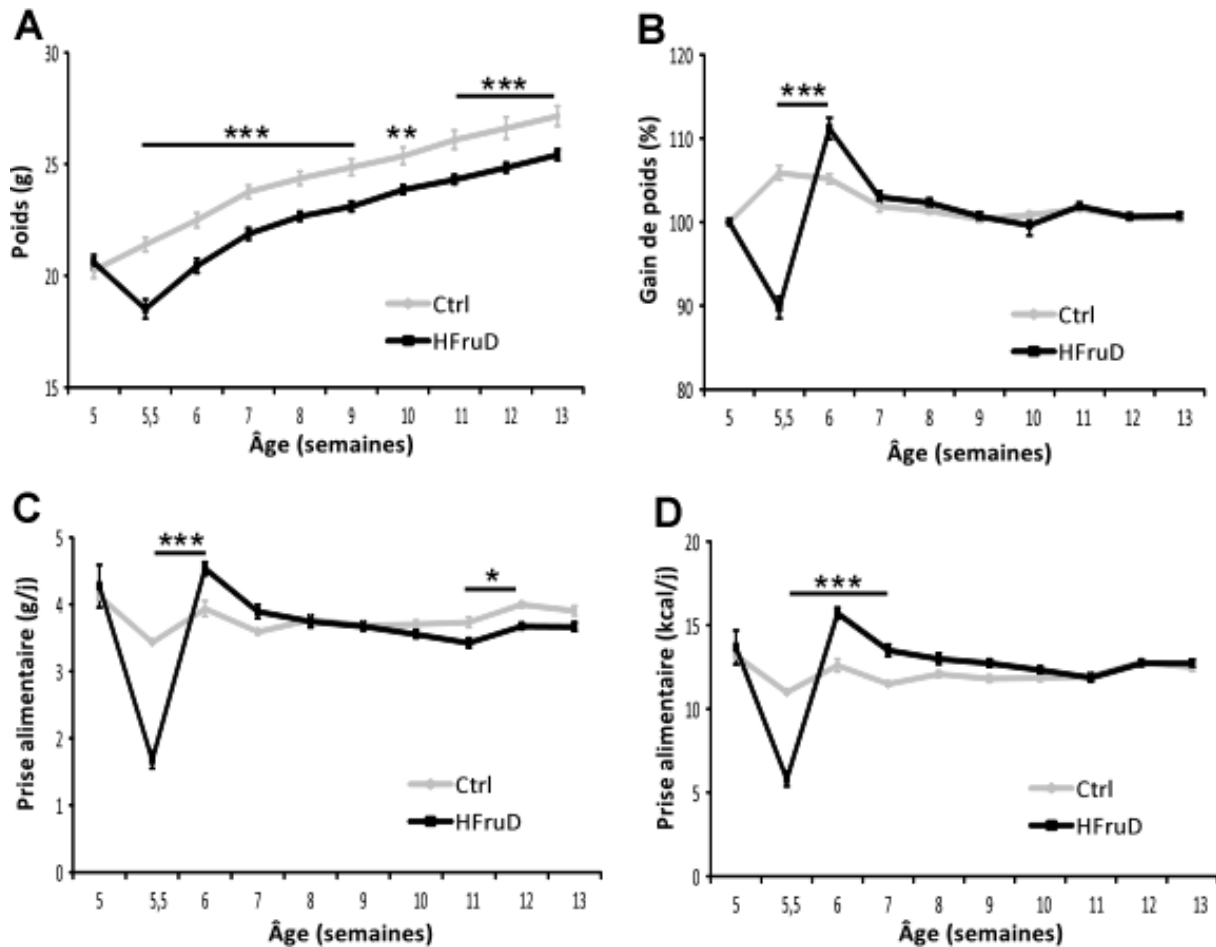 A
Poids (g)
30
25
20
15
***
**
***
Ctrl
HFruD
5 5,5 6 7 8 9 10 11 12 13
Âge (semaines)
B
Gain de poids (%)
120
110
100
90
80
***
Ctrl
HFruD
5 5,5 6 7 8 9 10 11 12 13
Âge (semaines)
C
Prise alimentaire (g/j)
5
4
3
2
1
0
***
*
Ctrl
HFruD
5 5,5 6 7 8 9 10 11 12 13
Âge (semaines)
D
Prise alimentaire (kcal/j)
20
15
10
5
0
***
Ctrl
HFruD
5 5,5 6 7 8 9 10 11 12 13
Âge (semaines)